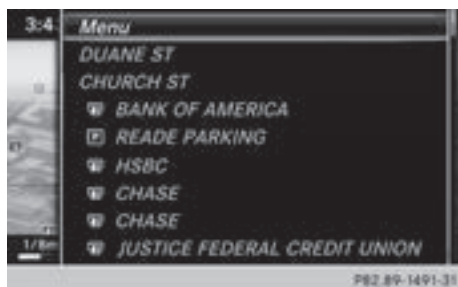 3:4 Menu
DUANE ST
CHURCH ST
BANK OF AMERICA
P READE PARKING
HSBC
CHASE
CHASE
1/8m JUSTICE FEDERAL CREDIT UNION
P82.89-1491-31